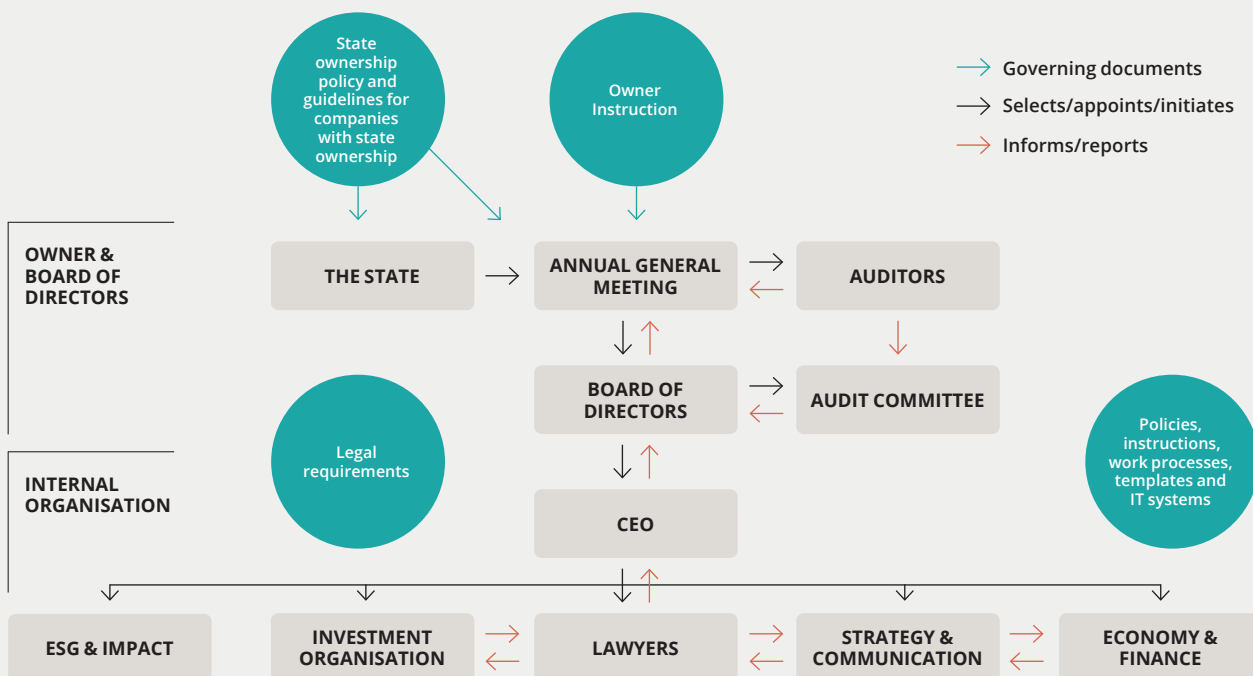 State
ownership
policy and
guidelines for
companies
with state
ownership
Owner
Instruction
Governing documents
Selects/appoints/initiates
Informs/reports
OWNER &
BOARD OF
DIRECTORS
THE STATE
ANNUAL GENERAL
MEETING
AUDITORS
BOARD OF
DIRECTORS
AUDIT COMMITTEE
Legal
requirements
Policies,
instructions,
work processes,
templates and
IT systems
INTERNAL
ORGANISATION
CEO
ESG & IMPACT
INVESTMENT
ORGANISATION
LAWYERS
STRATEGY &
COMMUNICATION
ECONOMY &
FINANCE